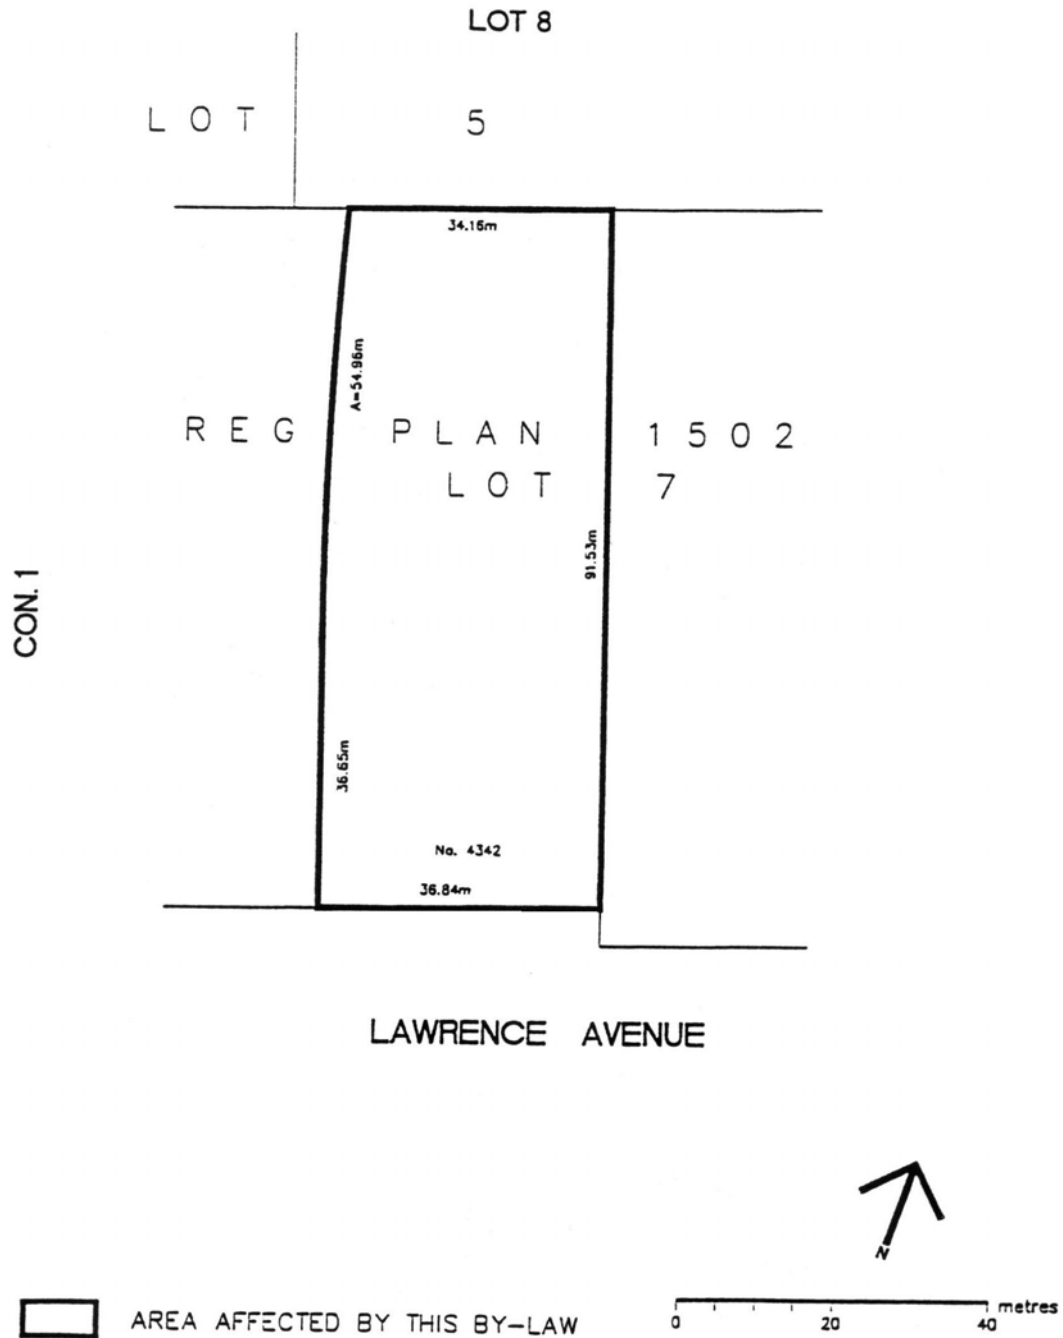 LOT 8
LOT 5
34.16m
A=54.96m
REG PLAN 1502
LOT 7
91.53m
CON. 1
36.65m
No. 4342
36.84m
LAWRENCE AVENUE
N
AREA AFFECTED BY THIS BY-LAW
metres
0 20 40